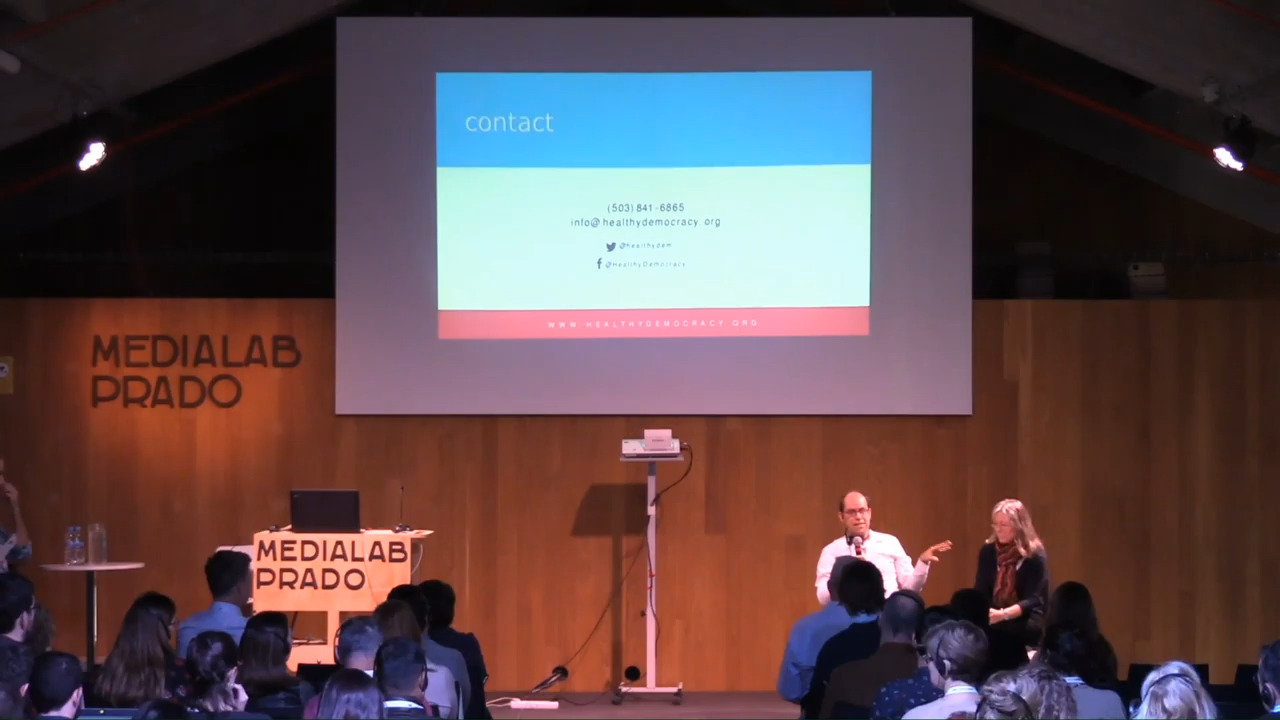 contact
(503) 841-6865
info@healthydemocracy.org
@healthydem
@HealthyDemocracy
WWW.HEALTHYDEMOCRACY.ORG
MEDIALAB
PRADO
MEDIALAB
PRADO